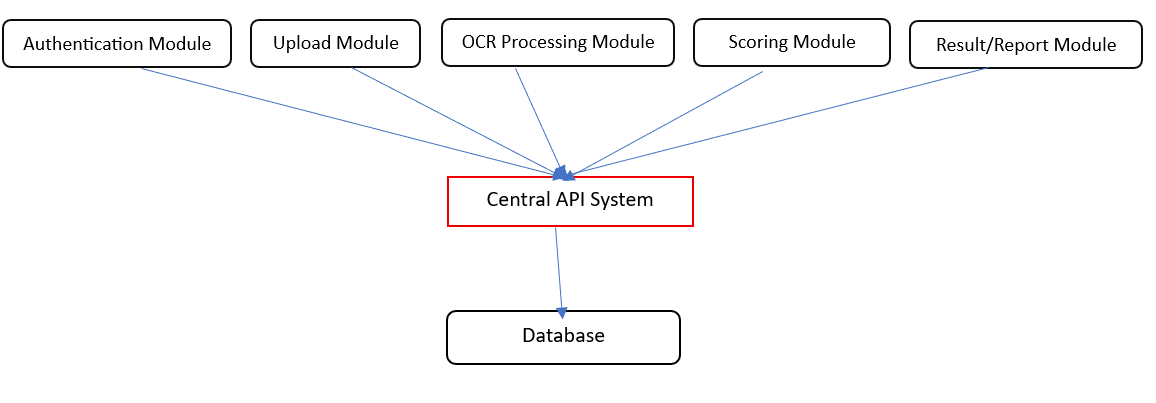 Authentication Module
Upload Module
OCR Processing Module
Scoring Module
Result/Report Module
Central API System
Database